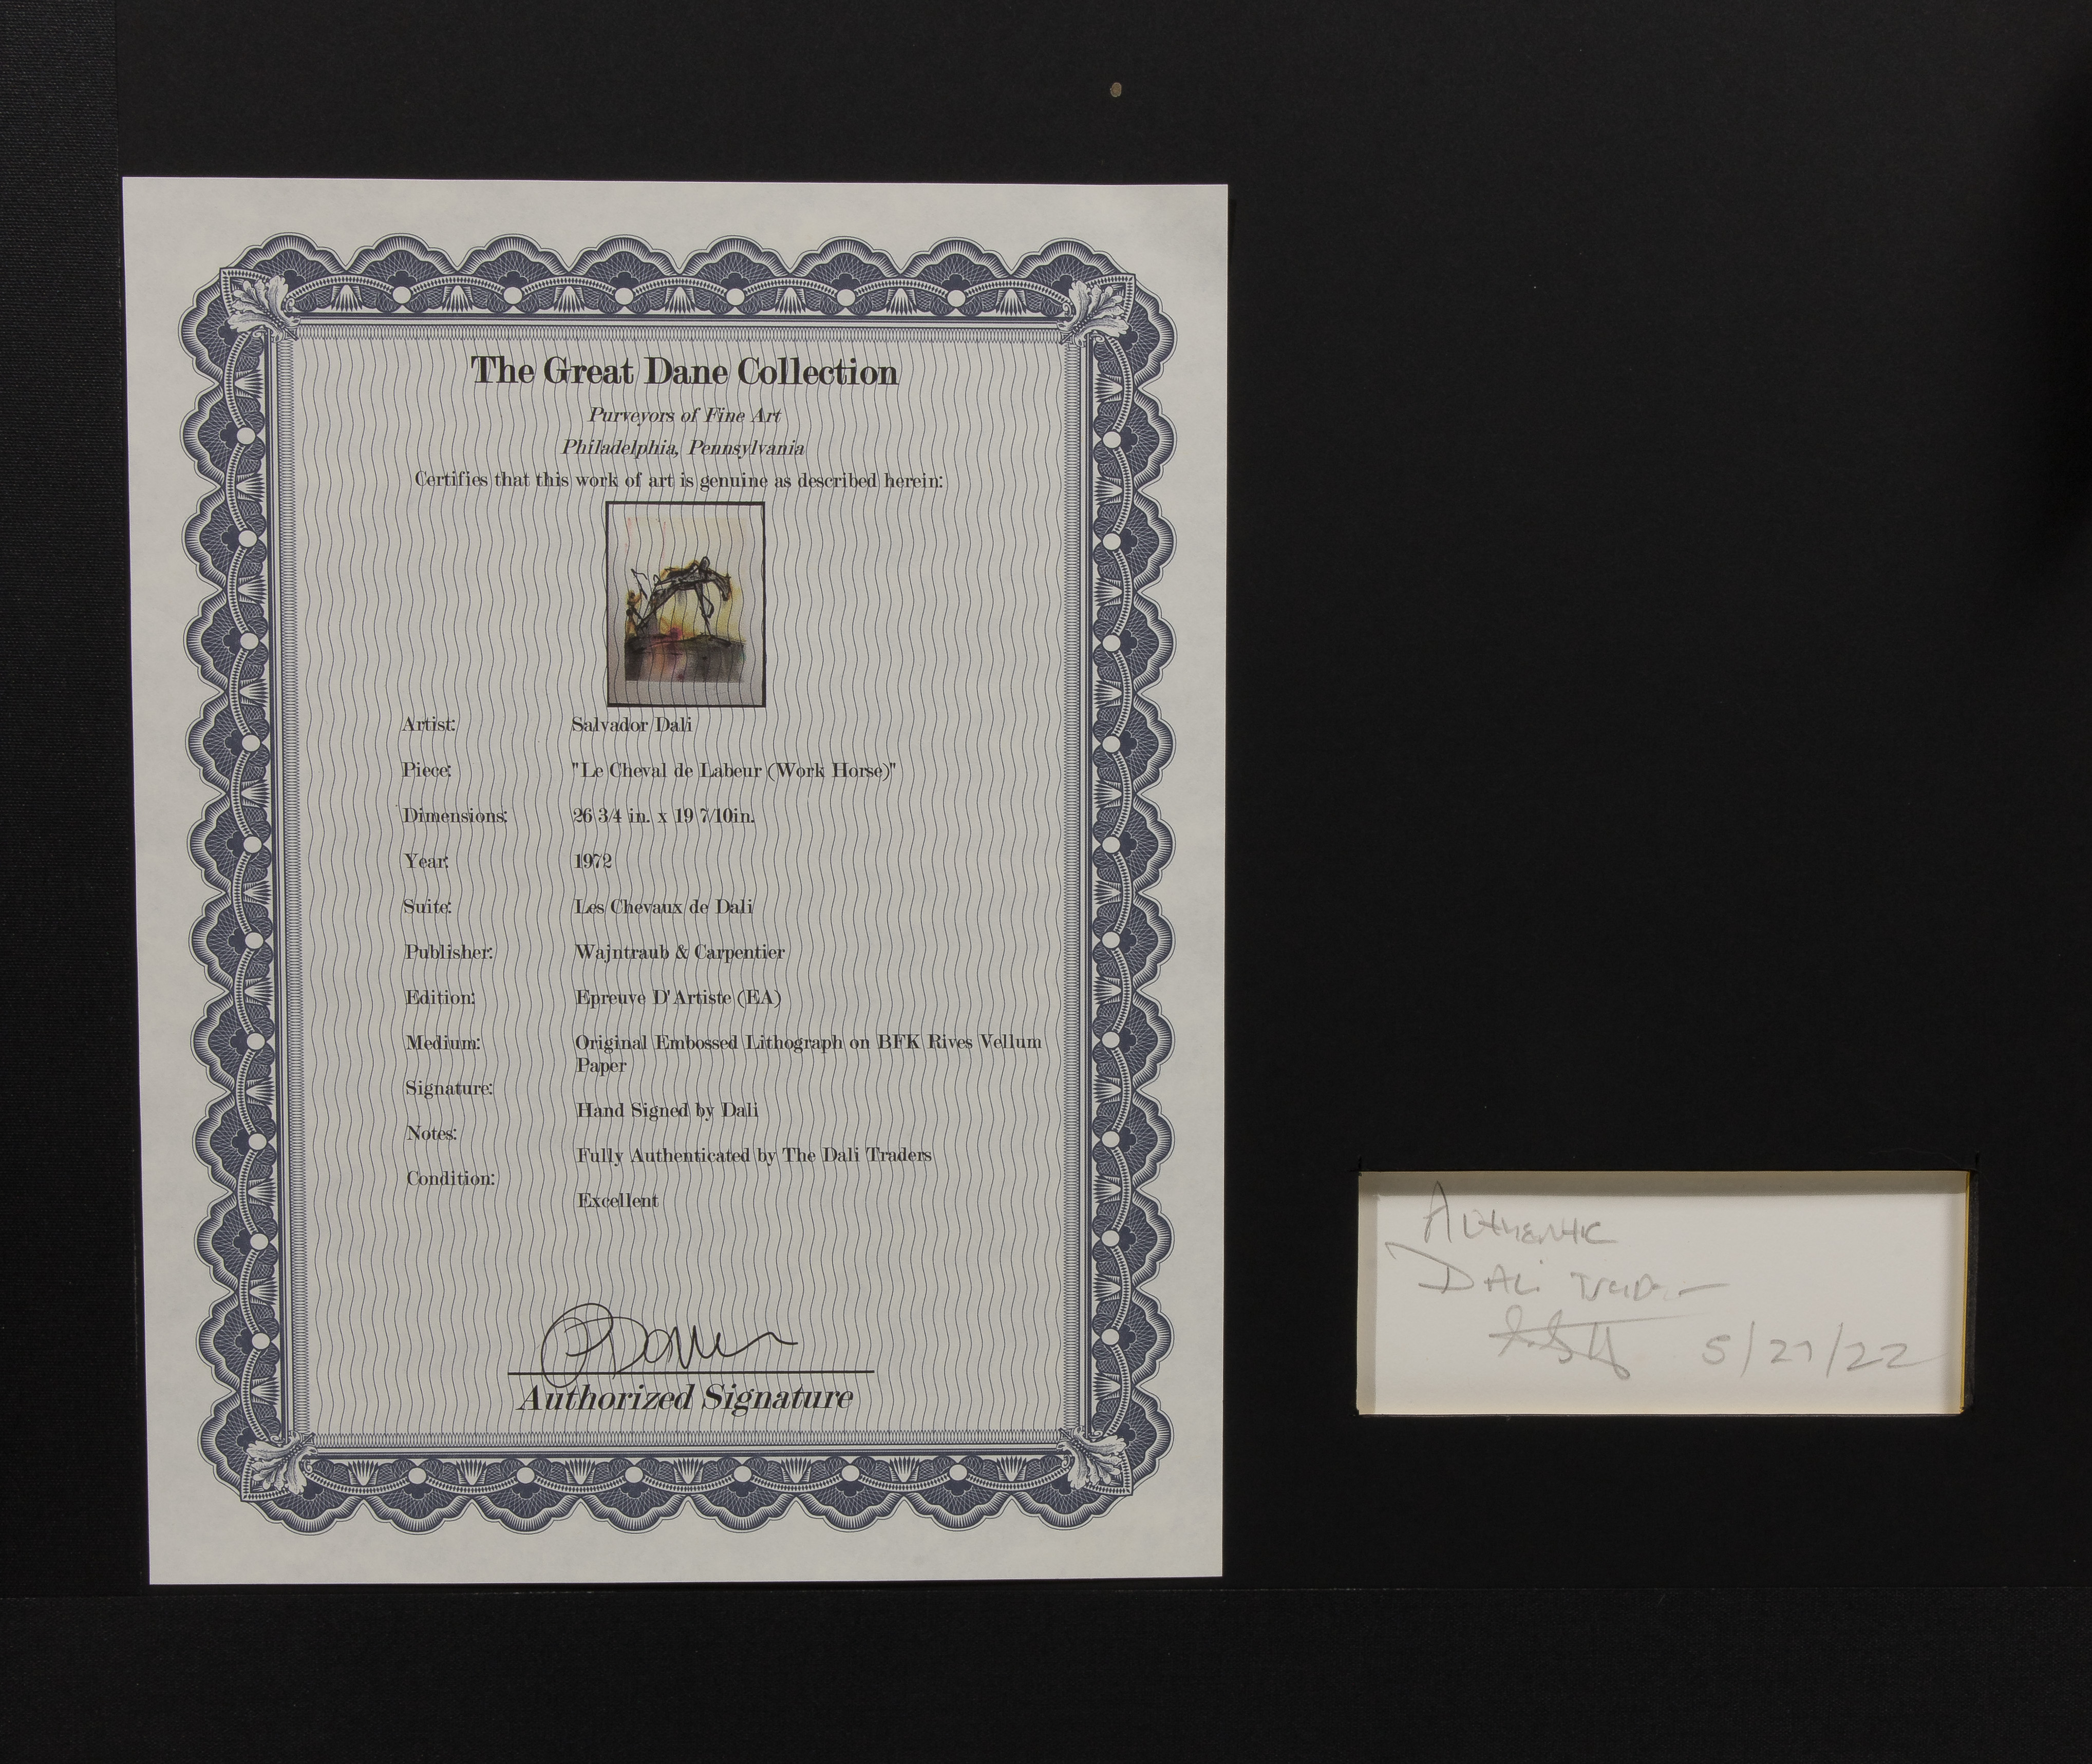 The Great Dane Collection
Purveyors of Fine Art
Philadelphia, Pennsylvania
Certifies that this work of art is genuine as described herein:
Artist: Salvador Dali
Piece: "Le Cheval de Labeur (Work Horse)"
Dimensions: 26 3/4 in. x 19 7/10in.
Year: 1972
Suite: Les Chevaux de Dali
Publisher: Wajntraub & Carpentier
Edition: Epreuve D'Artiste (EA)
Medium: Original Embossed Lithograph on BFK Rives Vellum
Paper
Signature:
Hand Signed by Dali
Notes:
Fully Authenticated by The Dali Traders
Condition:
Excellent
Authorized Signature
Authentic
DALi
5/27/22